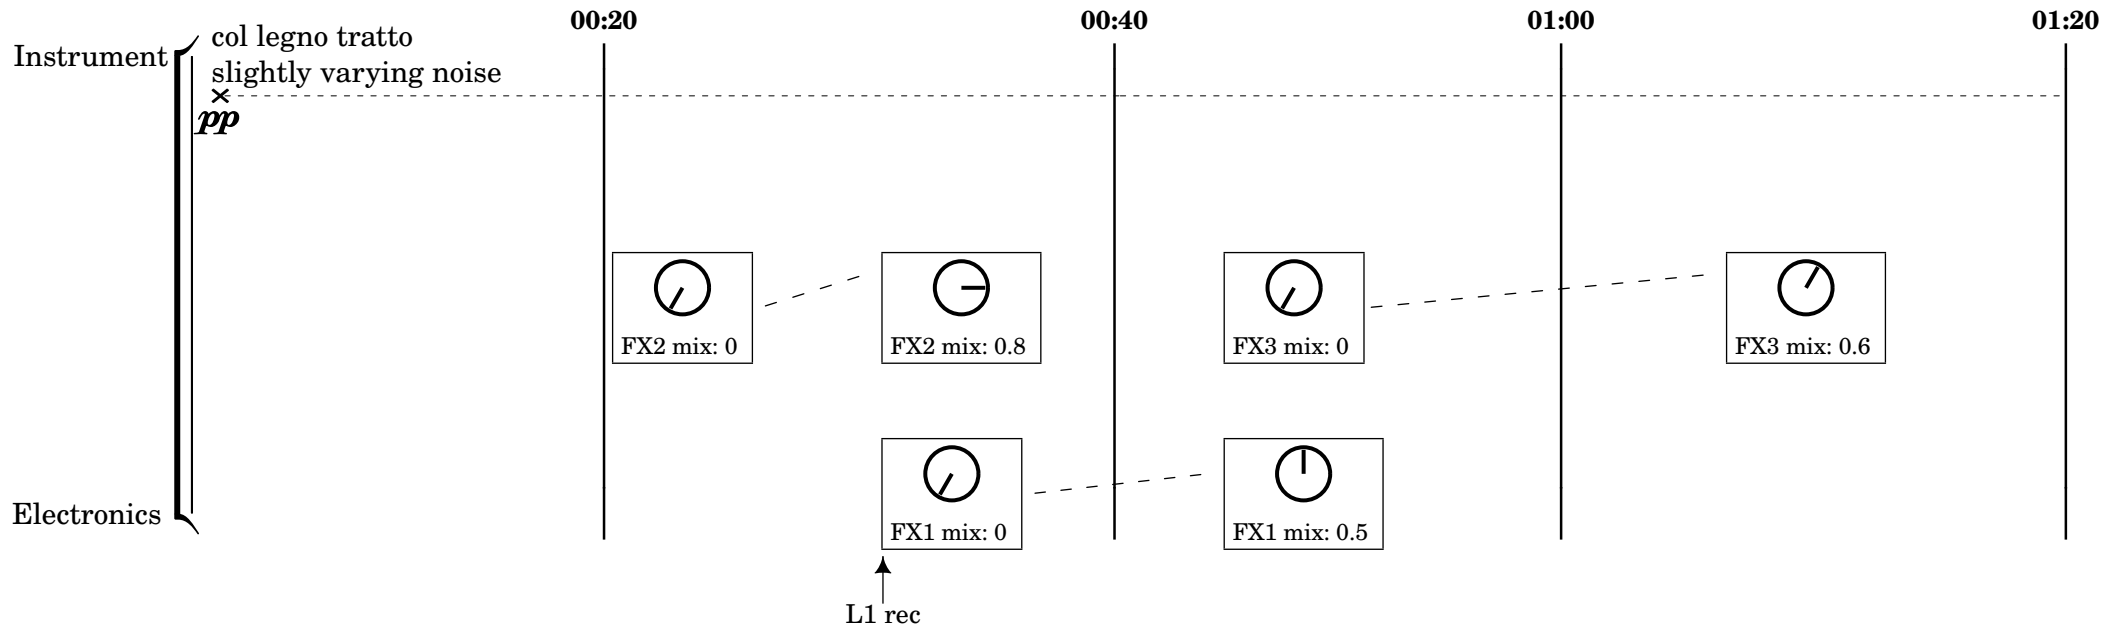 00:20
00:40
01:00
01:20
Instrument
col legno tratto
slightly varying noise
pp
FX2 mix: 0
FX2 mix: 0.8
FX3 mix: 0
FX3 mix: 0.6
Electronics
FX1 mix: 0
FX1 mix: 0.5
L1 rec